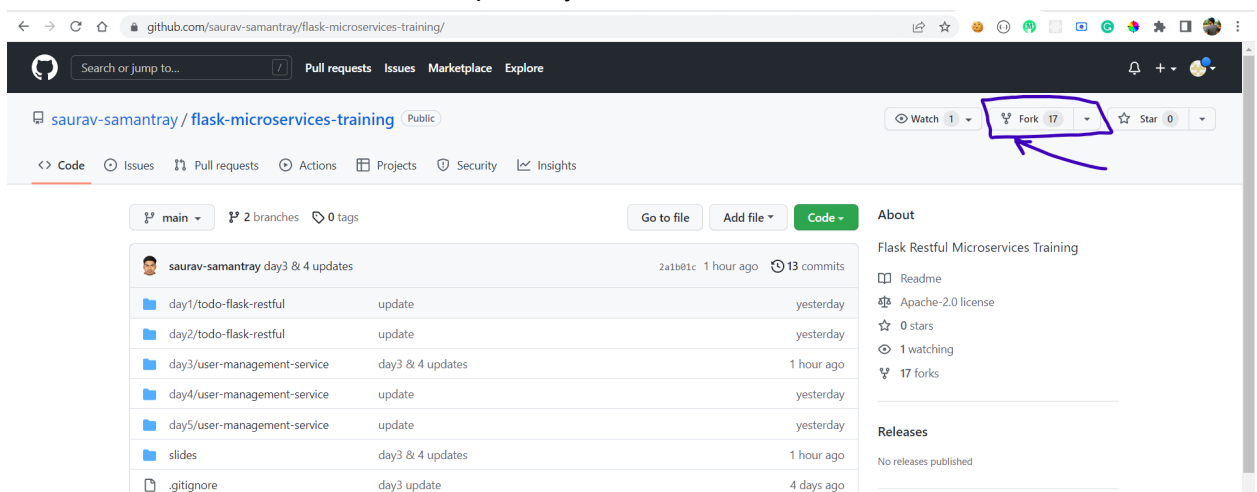 github.com/saurav-samantray/flask-microservices-training/
Search or jump to... / Pull requests Issues Marketplace Explore
saurav-samantray / flask-microservices-training Public
Watch 1 Fork 17 Star 0
<> Code Issues Pull requests Actions Projects Security Insights
main 2 branches 0 tags Go to file Add file Code
About
Flask Restful Microservices Training
saurav-samantray day3 & 4 updates 2a1b01c 1 hour ago 13 commits
Readme
day1/todo-flask-restful update yesterday
Apache-2.0 license
day2/todo-flask-restful update yesterday
0 stars
1 watching
day3/user-management-service day3 & 4 updates 1 hour ago
17 forks
day4/user-management-service update yesterday
day5/user-management-service update yesterday
Releases
slides day3 & 4 updates 1 hour ago
No releases published
.gitignore day3 update 4 days ago